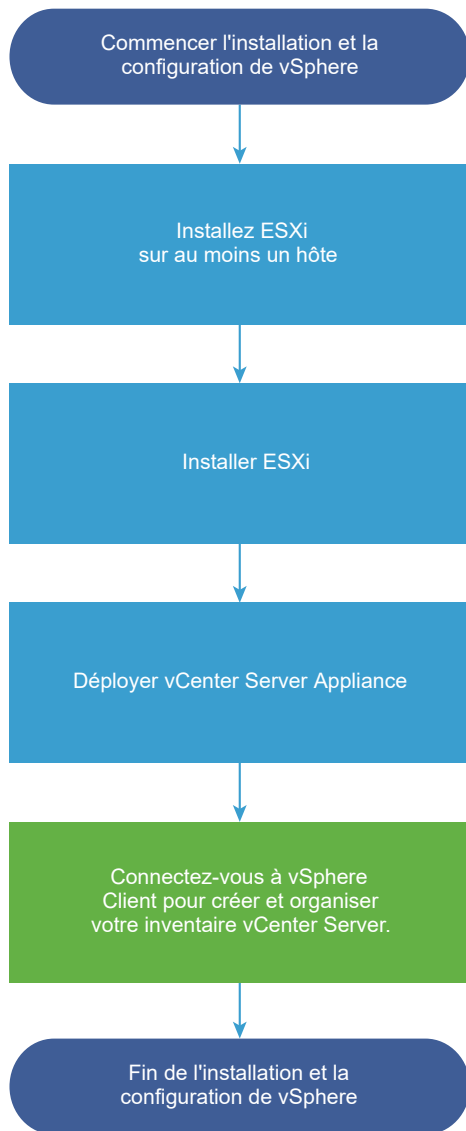 Commencer l'installation et la
configuration de vSphere
Installez ESXi
sur au moins un hôte
Installer ESXi
Déployer vCenter Server Appliance
Connectez-vous à vSphere
Client pour créer et organiser
votre inventaire vCenter Server.
Fin de l'installation et la
configuration de vSphere